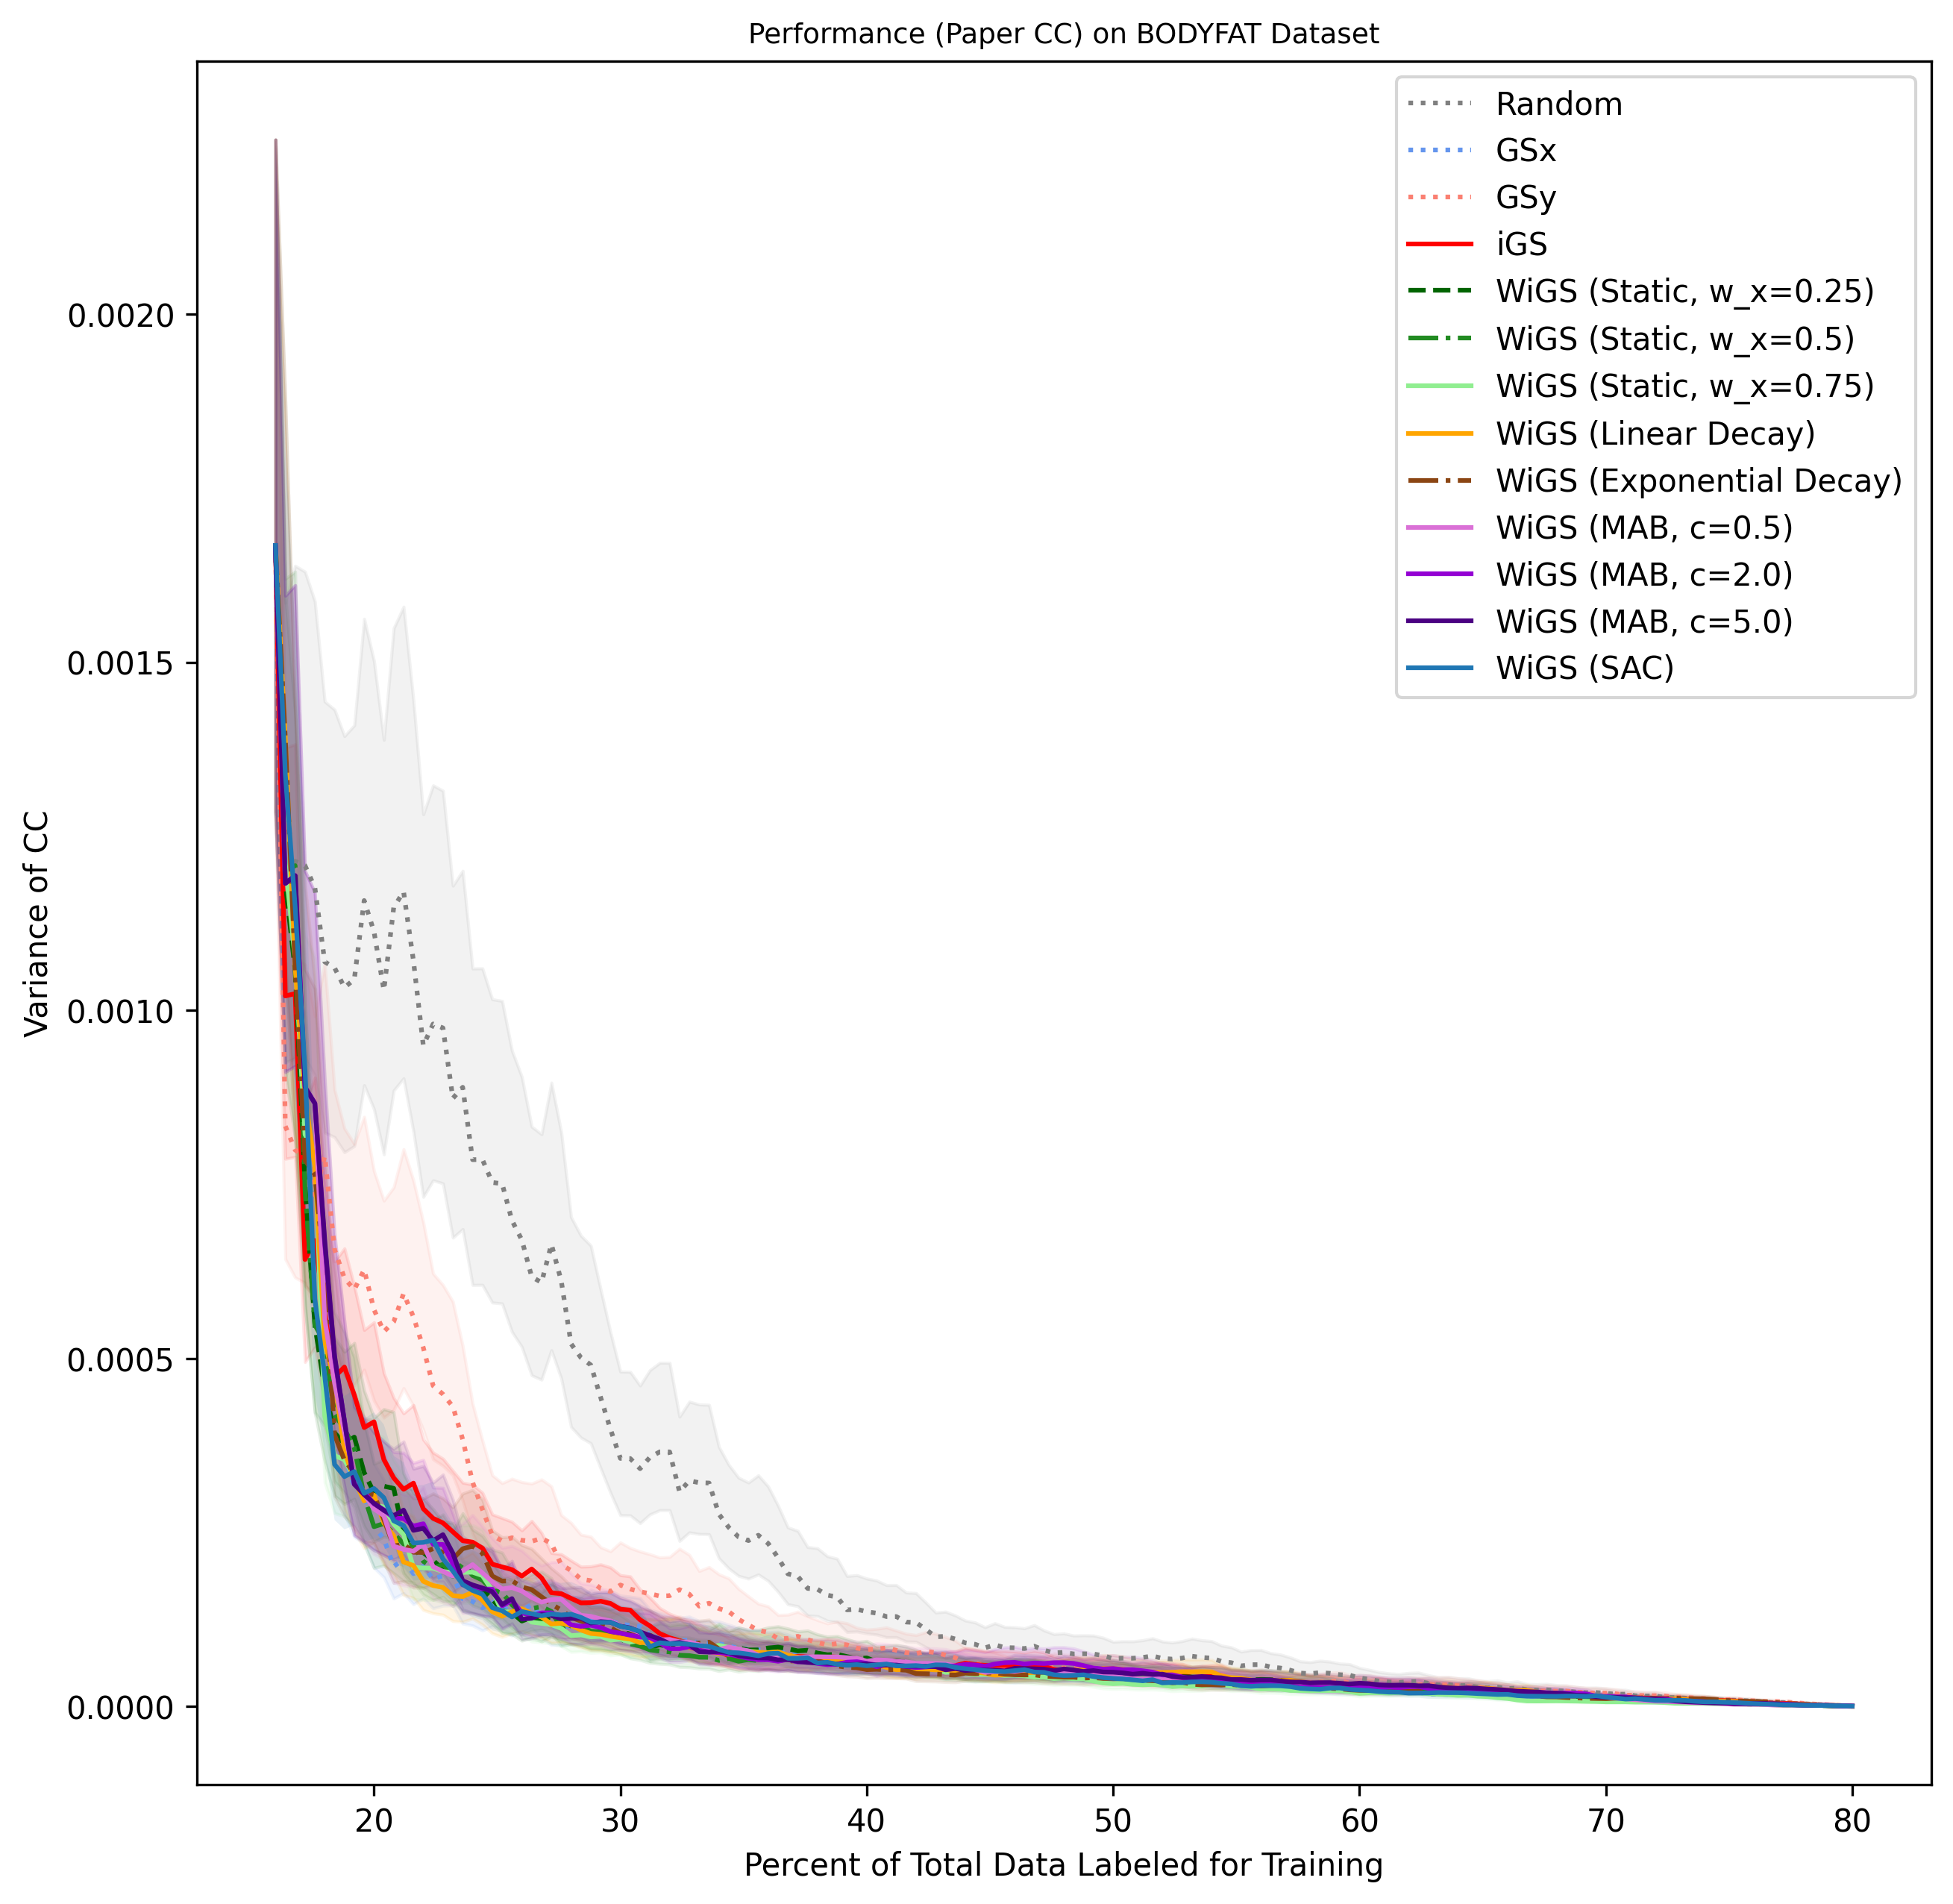 Performance (Paper CC) on BODYFAT Dataset
Random
GSx
GSy
iGS
WiGS (Static, w_x=0.25)
WiGS (Static, w_x=0.5)
WiGS (Static, w_x=0.75)
WiGS (Linear Decay)
WiGS (Exponential Decay)
WiGS (MAB, c=0.5)
WiGS (MAB, c=2.0)
WiGS (MAB, c=5.0)
WiGS (SAC)
Variance of CC
0.0020
0.0015
0.0010
0.0005
0.0000
20 30 40 50 60 70 80
Percent of Total Data Labeled for Training